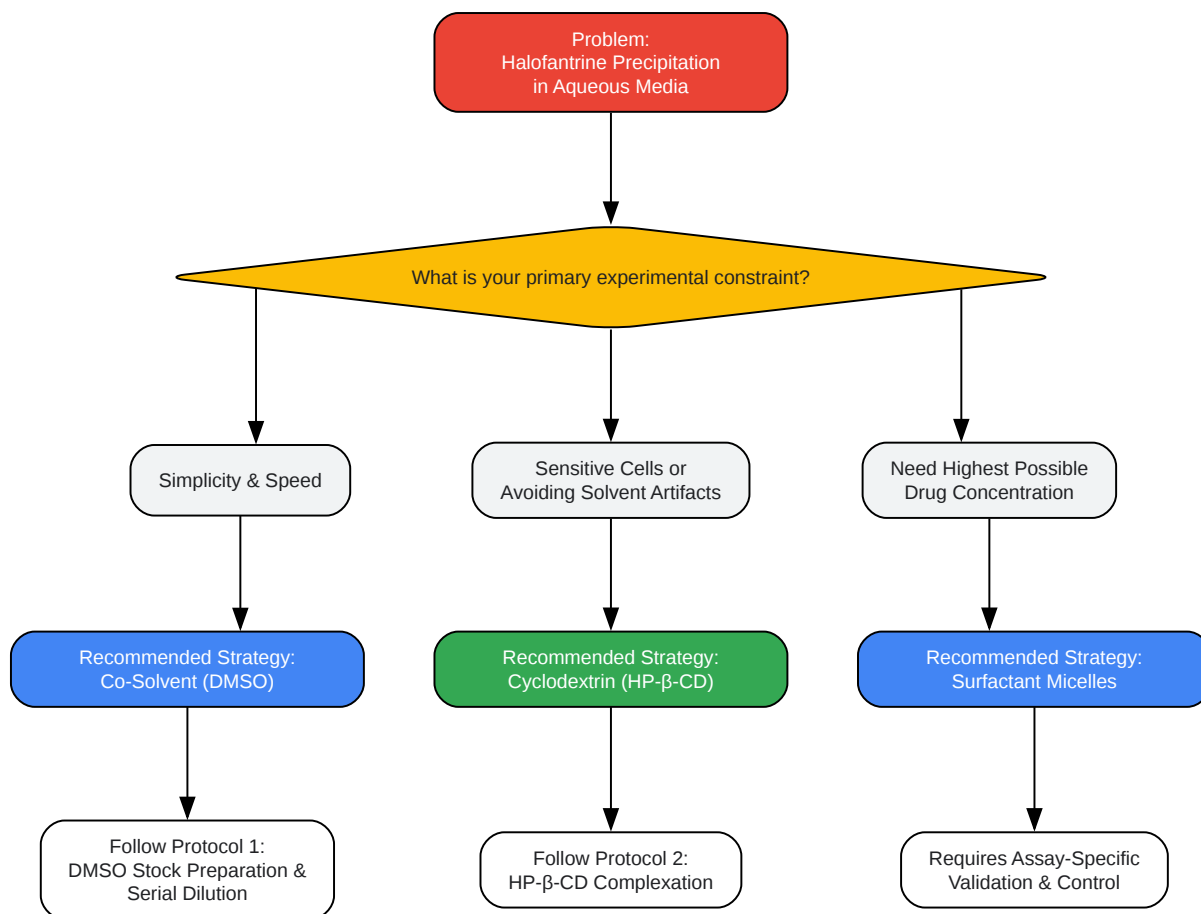 Problem:
Halofantrine Precipitation
in Aqueous Media
What is your primary experimental constraint?
Simplicity & Speed
Sensitive Cells or
Avoiding Solvent Artifacts
Need Highest Possible
Drug Concentration
Recommended Strategy:
Co-Solvent (DMSO)
Recommended Strategy:
Cyclodextrin (HP-β-CD)
Recommended Strategy:
Surfactant Micelles
Follow Protocol 1:
DMSO Stock Preparation &
Serial Dilution
Follow Protocol 2:
HP-β-CD Complexation
Requires Assay-Specific
Validation & Control